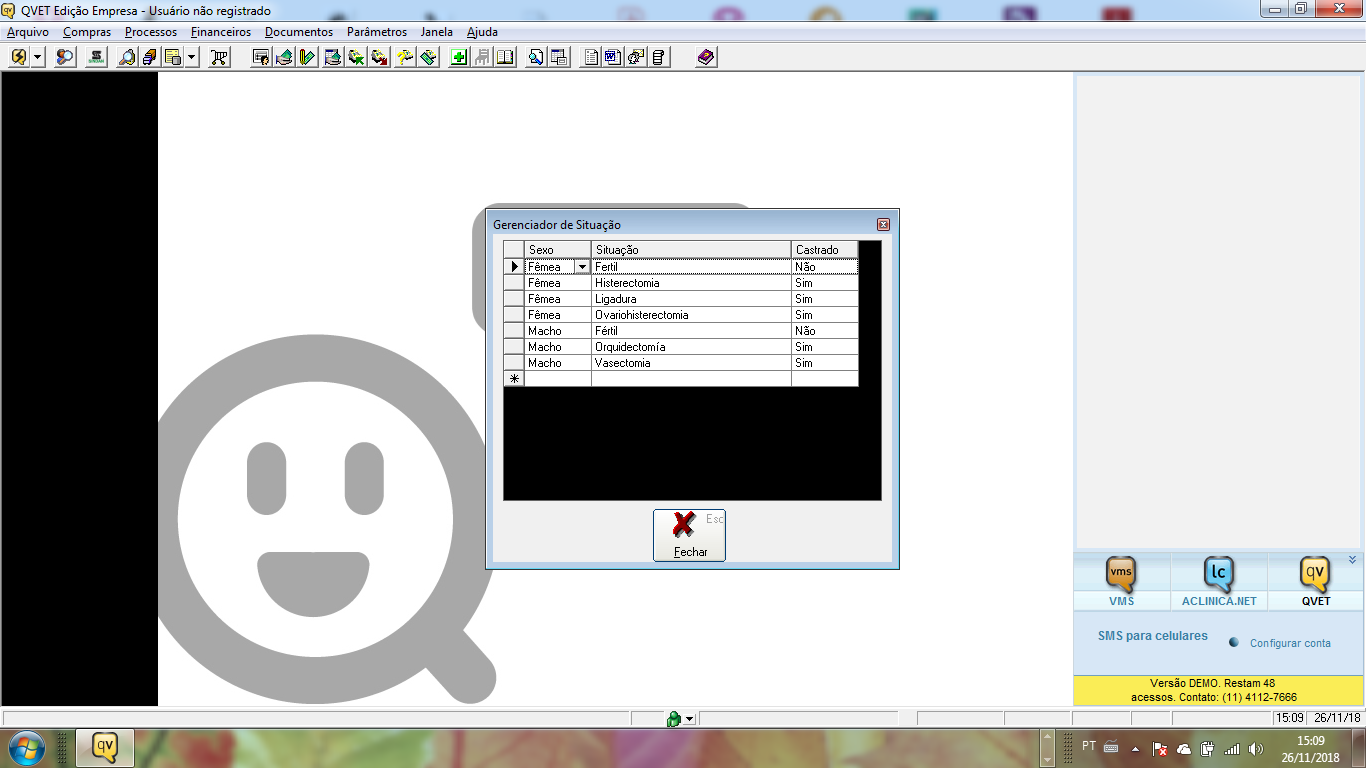 QVET Edição Empresa - Usuário não registrado
Arquivo Compras Processos Financeiros Documentos Parâmetros Janela Ajuda
Gerenciador de Situação
Sexo Situação Castrado
Fêmea Fertil Não
Fêmea Histerectomia Sim
Fêmea Ligadura Sim
Fêmea Ovariohisterectomia Sim
Macho Fértil Não
Macho Orquidectomía Sim
Macho Vasectomia Sim
Esc
Fechar
vms lc qv
VMS ACLINICA.NET QVET
SMS para celulares Configurar conta
Versão DEMO. Restam 48
acessos. Contato: (11) 4112-7666
15:09 26/11/18
qv
PT
15:09
26/11/2018